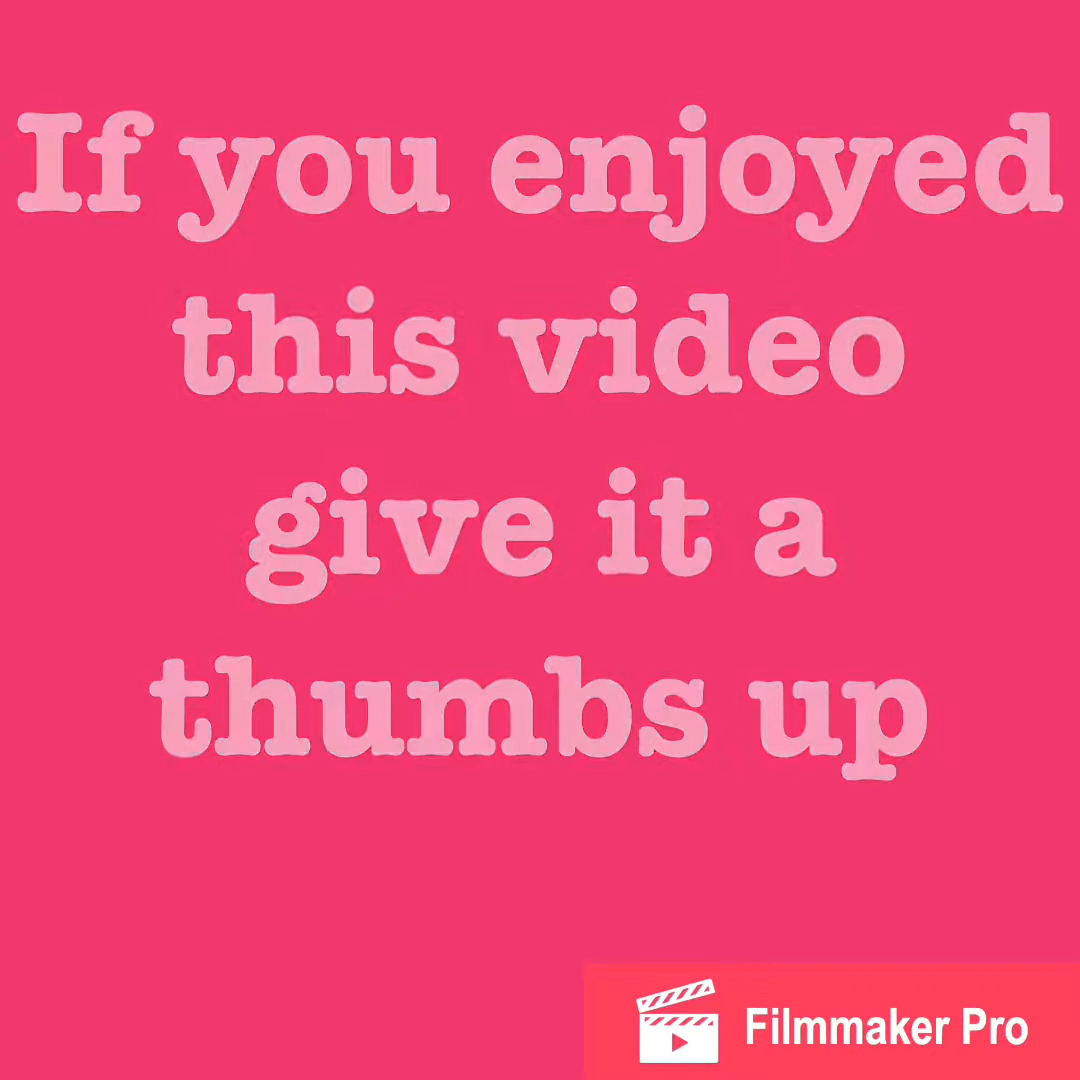 If you enjoyed
this video
give it a
thumbs up
Filmmaker Pro